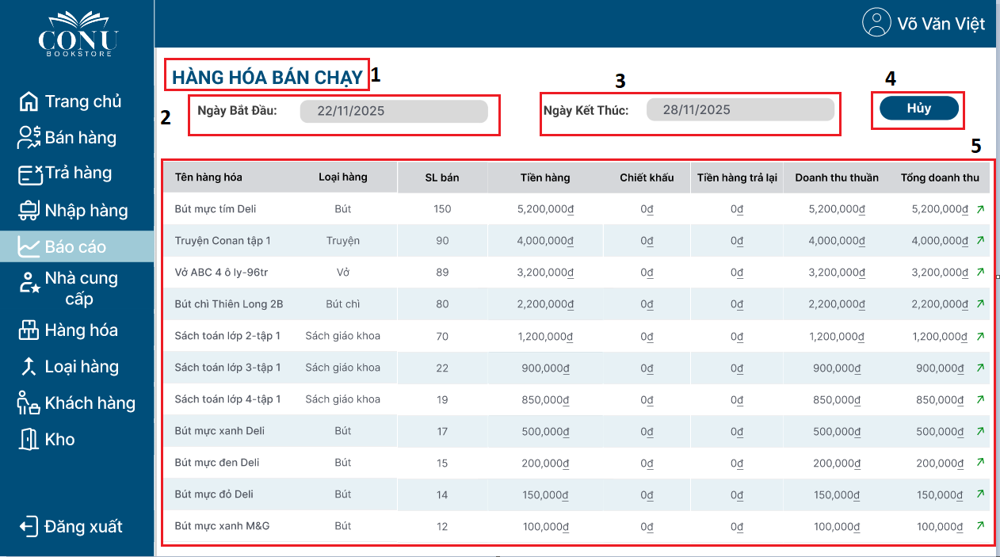 CONU
BOOKSTORE
Võ Văn Việt
Trang chủ
Bán hàng
Trả hàng
Nhập hàng
Báo cáo
Nhà cung
cấp
Hàng hóa
Loại hàng
Khách hàng
Kho
Đăng xuất
HÀNG HÓA BÁN CHẠY 1
2 Ngày Bắt Đầu: 22/11/2025
3
Ngày Kết Thúc: 28/11/2025
4
Hủy
5
Tên hàng hóa Loại hàng SL bán Tiền hàng Chiết khấu Tiền hàng trả lại Doanh thu thuần Tổng doanh thu
Bút mực tím Deli Bút 150 5,200,000đ 0đ 0đ 5,200,000đ 5,200,000đ
Truyện Conan tập 1 Truyện 90 4,000,000đ 0đ 0đ 4,000,000đ 4,000,000đ
Vở ABC 4 ô ly-96tr Vở 89 3,200,000đ 0đ 0đ 3,200,000đ 3,200,000đ
Bút chì Thiên Long 2B Bút chì 80 2,200,000đ 0đ 0đ 2,200,000đ 2,200,000đ
Sách toán lớp 2-tập 1 Sách giáo khoa 70 1,200,000đ 0đ 0đ 1,200,000đ 1,200,000đ
Sách toán lớp 3-tập 1 Sách giáo khoa 22 900,000đ 0đ 0đ 900,000đ 900,000đ
Sách toán lớp 4-tập 1 Sách giáo khoa 19 850,000đ 0đ 0đ 850,000đ 850,000đ
Bút mực xanh Deli Bút 17 500,000đ 0đ 0đ 500,000đ 500,000đ
Bút mực đen Deli Bút 15 200,000đ 0đ 0đ 200,000đ 200,000đ
Bút mực đỏ Deli Bút 14 150,000đ 0đ 0đ 150,000đ 150,000đ
Bút mực xanh M&G Bút 12 100,000đ 0đ 0đ 100,000đ 100,000đ